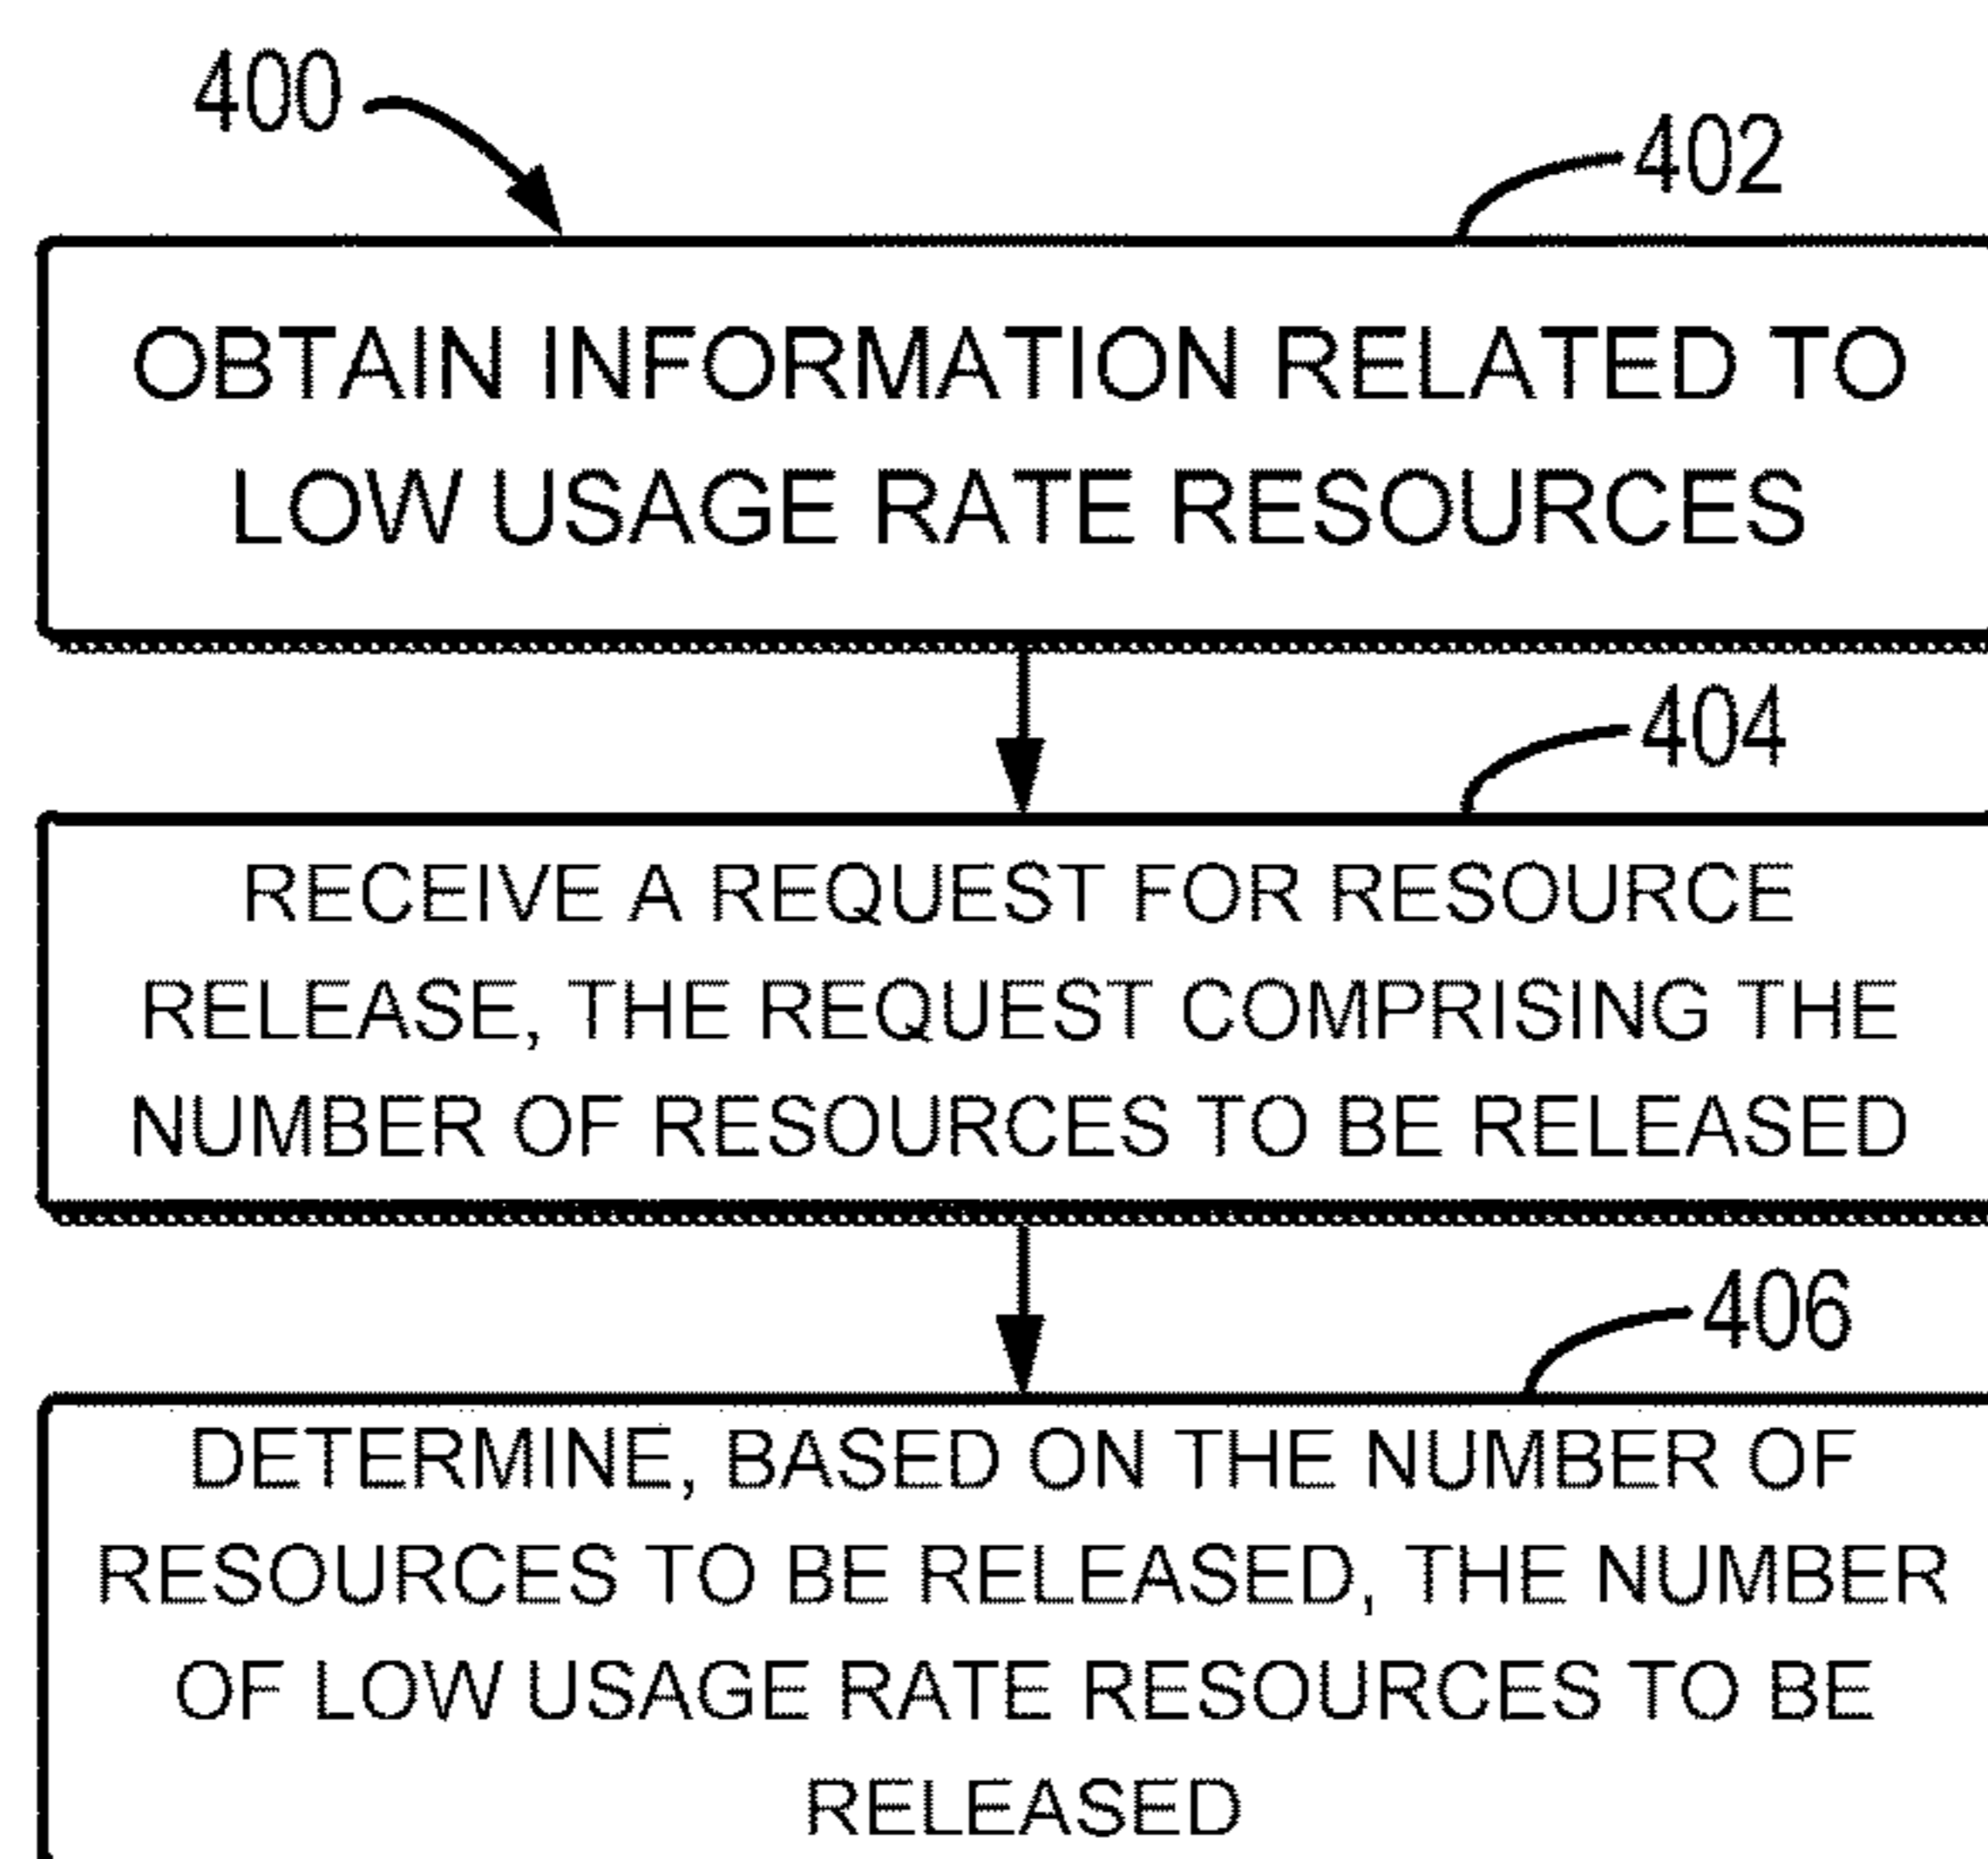 400
402
OBTAIN INFORMATION RELATED TO
LOW USAGE RATE RESOURCES
404
RECEIVE A REQUEST FOR RESOURCE
RELEASE, THE REQUEST COMPRISING THE
NUMBER OF RESOURCES TO BE RELEASED
406
DETERMINE, BASED ON THE NUMBER OF
RESOURCES TO BE RELEASED, THE NUMBER
OF LOW USAGE RATE RESOURCES TO BE
RELEASED